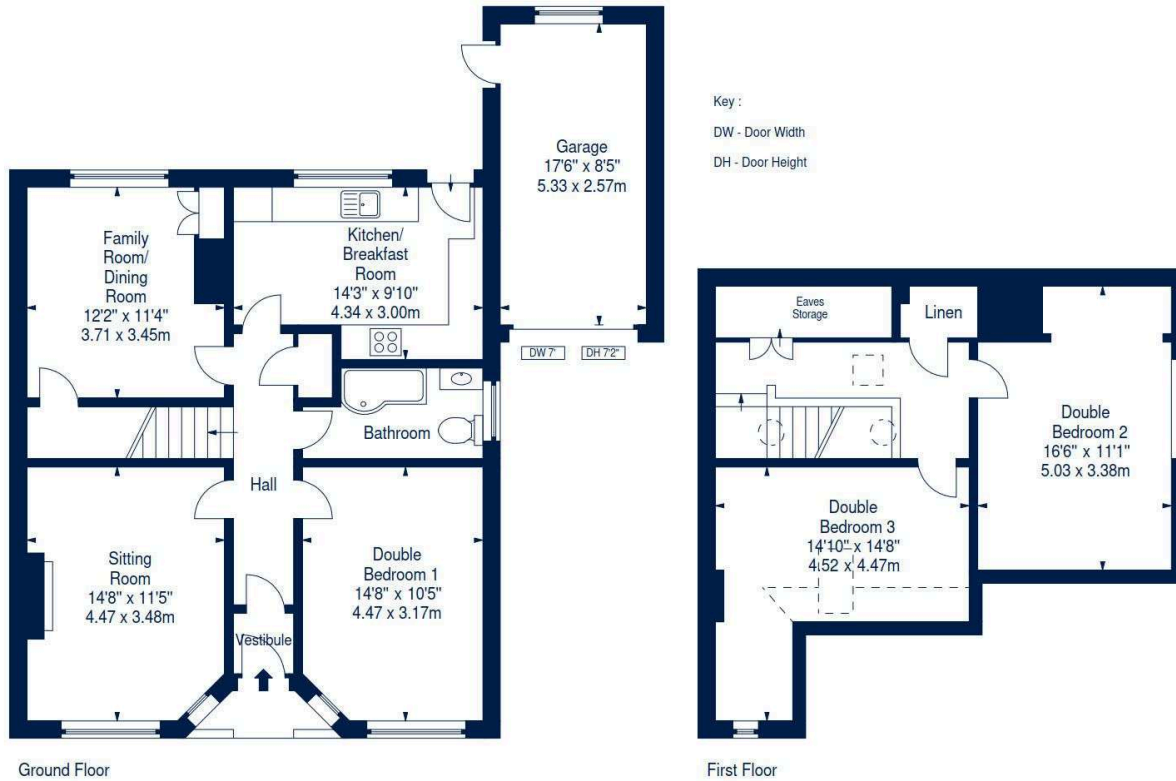 Garage
17'6" x 8'5"
5.33 x 2.57m
Key :
DW - Door Width
DH - Door Height
Family
Room/
Dining
Room
12'2" x 11'4"
3.71 x 3.45m
Kitchen/
Breakfast
Room
14'3" x 9'10"
4.34 x 3.00m
DW 7'
DH 7'2"
Bathroom
Hall
Sitting
Room
14'8" x 11'5"
4.47 x 3.48m
Double
Bedroom 1
14'8" x 10'5"
4.47 x 3.17m
Vestibule
Ground Floor
Eaves
Storage
Linen
Double
Bedroom 2
16'6" x 11'1"
5.03 x 3.38m
Double
Bedroom 3
14'10" x 14'8"
4.52 x 4.47m
First Floor